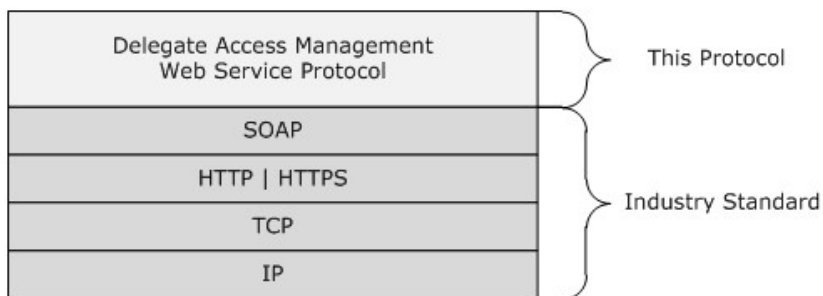 Delegate Access Management
Web Service Protocol
This Protocol
SOAP
HTTP | HTTPS
TCP
IP
Industry Standard